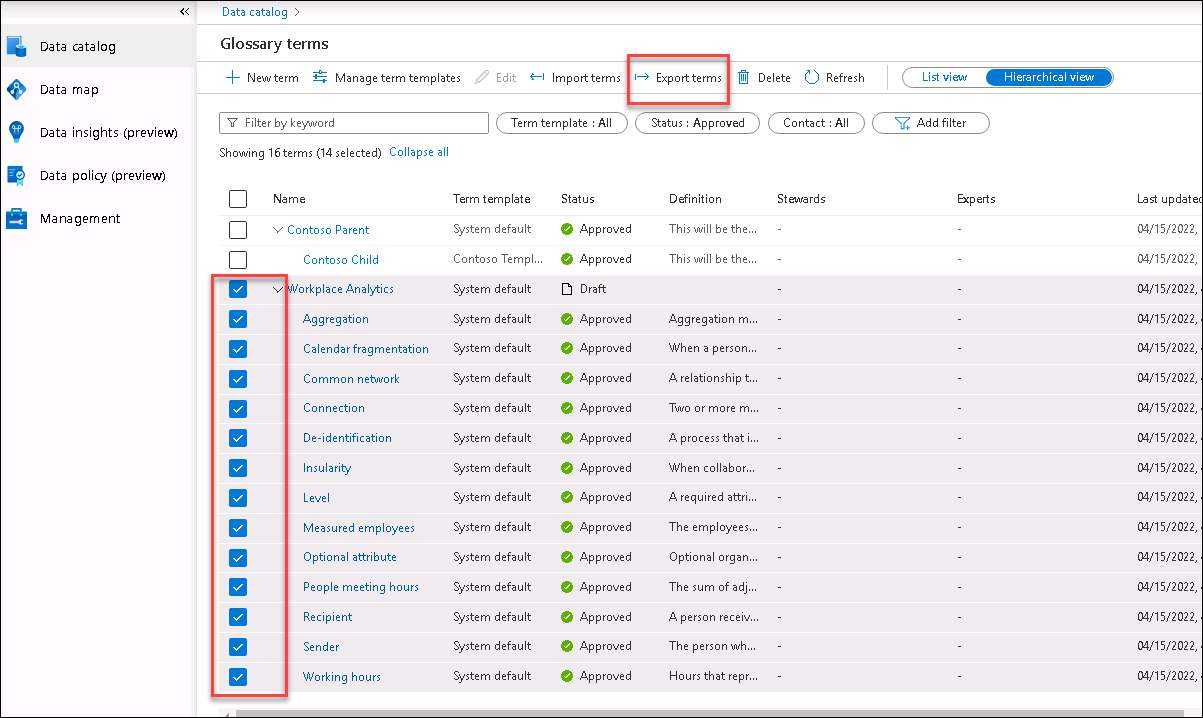 «
Data catalog >
Data catalog
Data map
Data insights (preview)
Data policy (preview)
Management
Glossary terms
New term Manage term templates Edit Import terms Export terms Delete Refresh List view Hierarchical view
Filter by keyword Term template : All Status : Approved Contact : All Add filter
Showing 16 terms (14 selected) Collapse all
Name Term template Status Definition Stewards Experts Last updated
Contoso Parent System default Approved This will be the... - - 04/15/2022,
Contoso Child Contoso Templ... Approved This will be the... - - 04/15/2022,
Workplace Analytics System default Draft - - 04/15/2022,
Aggregation System default Approved Aggregation m... - - 04/15/2022,
Calendar fragmentation System default Approved When a person... - - 04/15/2022,
Common network System default Approved A relationship t... - - 04/15/2022,
Connection System default Approved Two or more m... - - 04/15/2022,
De-identification System default Approved A process that i... - - 04/15/2022,
Insularity System default Approved When collabor... - - 04/15/2022,
Level System default Approved A required attri... - - 04/15/2022,
Measured employees System default Approved The employees... - - 04/15/2022,
Optional attribute System default Approved Optional organ... - - 04/15/2022,
People meeting hours System default Approved The sum of adj... - - 04/15/2022,
Recipient System default Approved A person receiv... - - 04/15/2022,
Sender System default Approved The person wh... - - 04/15/2022,
Working hours System default Approved Hours that repr... - - 04/15/2022,